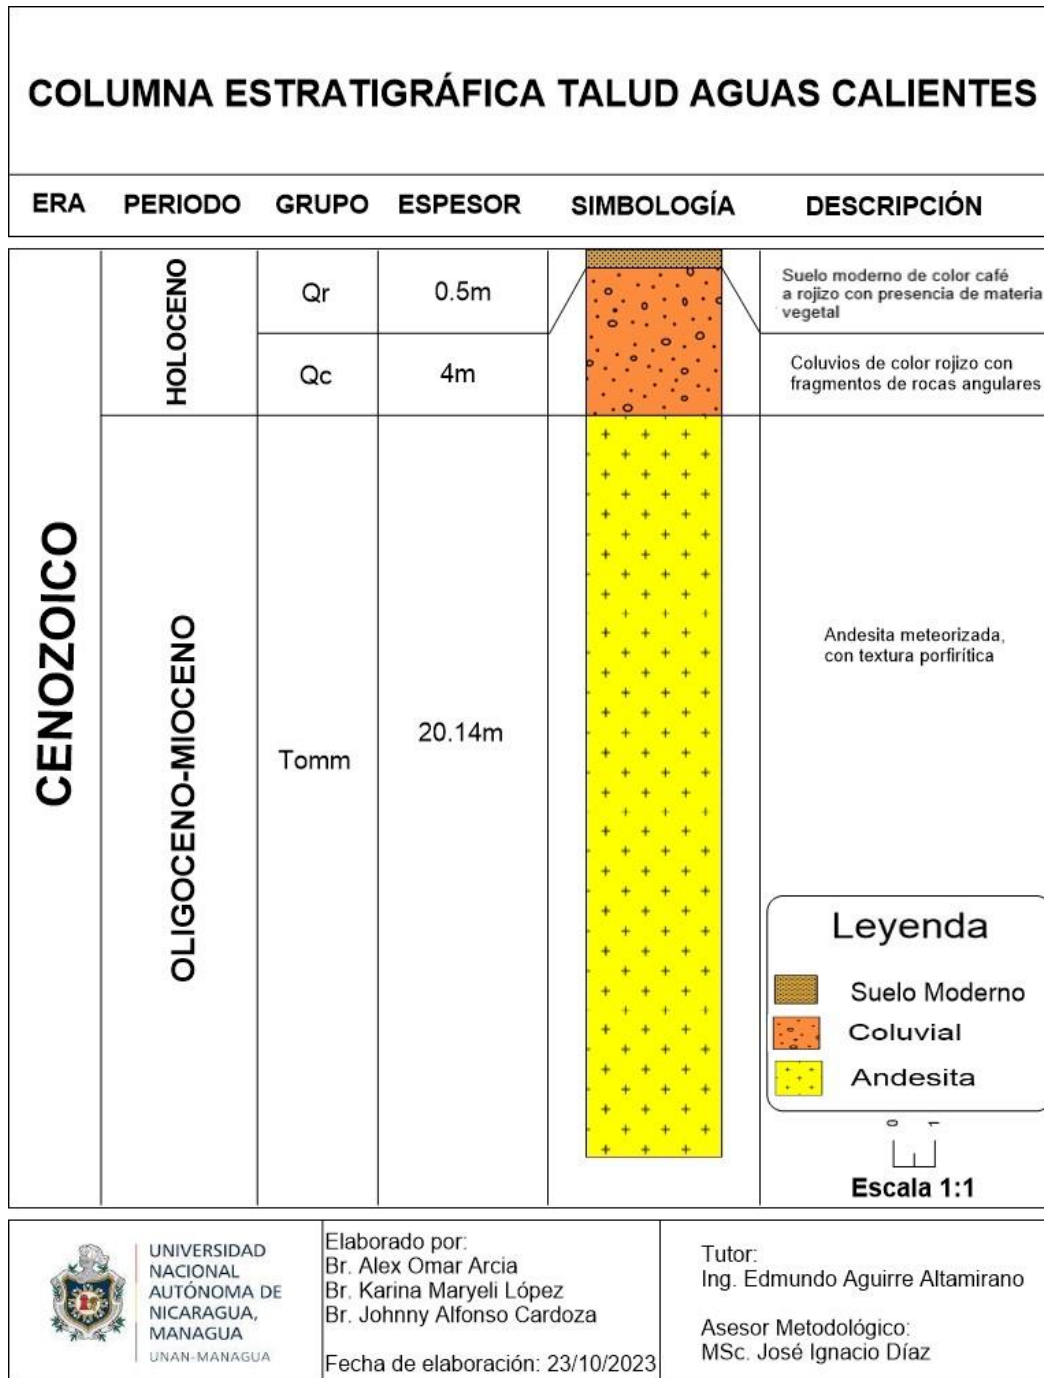 COLUMNA ESTRATIGRÁFICA TALUD AGUAS CALIENTES
ERA PERIODO GRUPO ESPESOR SIMBOLOGÍA DESCRIPCIÓN
CENOZOICO
HOLOCENO
Qr
0.5m
Suelo moderno de color café
a rojizo con presencia de materia
vegetal
Qc
4m
Coluvios de color rojizo con
fragmentos de rocas angulares
OLIGOCENO-MIOCENO
Tomm
20.14m
Andesita meteorizada,
con textura porfirítica
Leyenda
Suelo Moderno
Coluvial
Andesita
0 1
Escala 1:1
UNIVERSIDAD
NACIONAL
AUTÓNOMA DE
NICARAGUA,
MANAGUA
UNAN-MANAGUA
Elaborado por:
Br. Alex Omar Arcia
Br. Karina Maryeli López
Br. Johnny Alfonso Cardoza
Fecha de elaboración: 23/10/2023
Tutor:
Ing. Edmundo Aguirre Altamirano
Asesor Metodológico:
MSc. José Ignacio Díaz